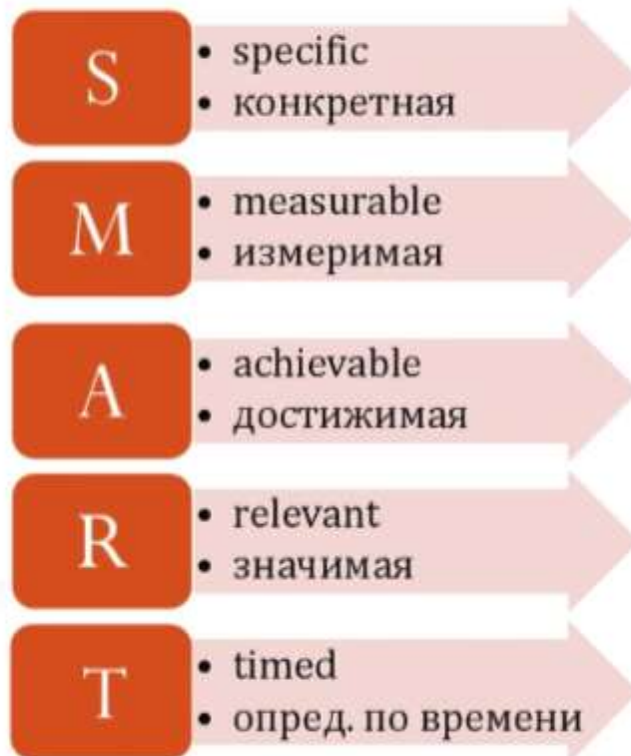 S
• specific
• конкретная
M
• measurable
• измеримая
A
• achievable
• достижимая
R
• relevant
• значимая
T
• timed
• опред. по времени